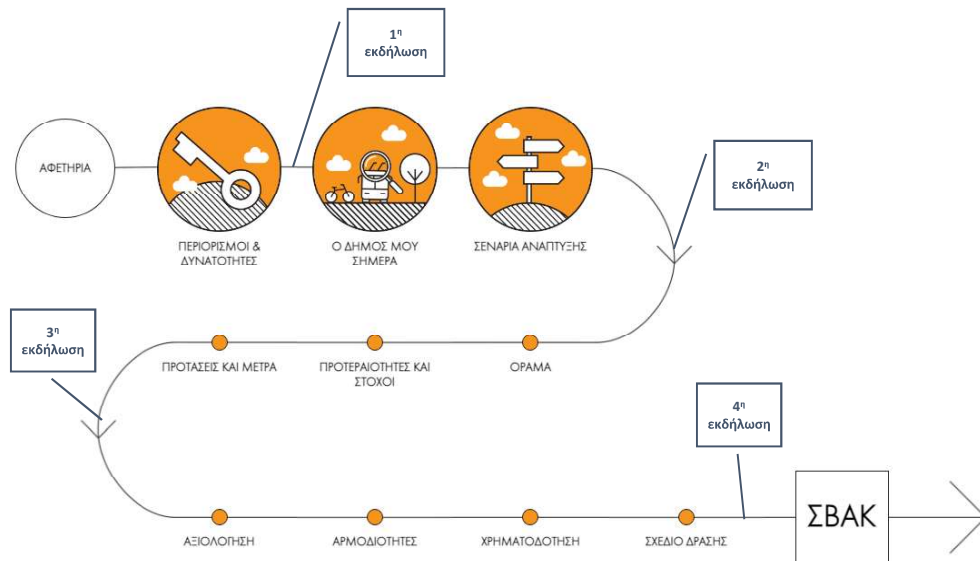 1η
εκδήλωση
ΑΦΕΤΗΡΙΑ
2η
εκδήλωση
ΠΕΡΙΟΡΙΣΜΟΙ &
ΔΥΝΑΤΟΤΗΤΕΣ
Ο ΔΗΜΟΣ ΜΟΥ
ΣΗΜΕΡΑ
ΣΕΝΑΡΙΑ ΑΝΑΠΤΥΞΗΣ
3η
εκδήλωση
ΠΡΟΤΑΣΕΙΣ ΚΑΙ ΜΕΤΡΑ
ΠΡΟΤΕΡΑΙΟΤΗΤΕΣ ΚΑΙ
ΣΤΟΧΟΙ
ΟΡΑΜΑ
4η
εκδήλωση
ΑΞΙΟΛΟΓΗΣΗ
ΑΡΜΟΔΙΟΤΗΤΕΣ
ΧΡΗΜΑΤΟΔΟΤΗΣΗ
ΣΧΕΔΙΟ ΔΡΑΣΗΣ
ΣΒΑΚ